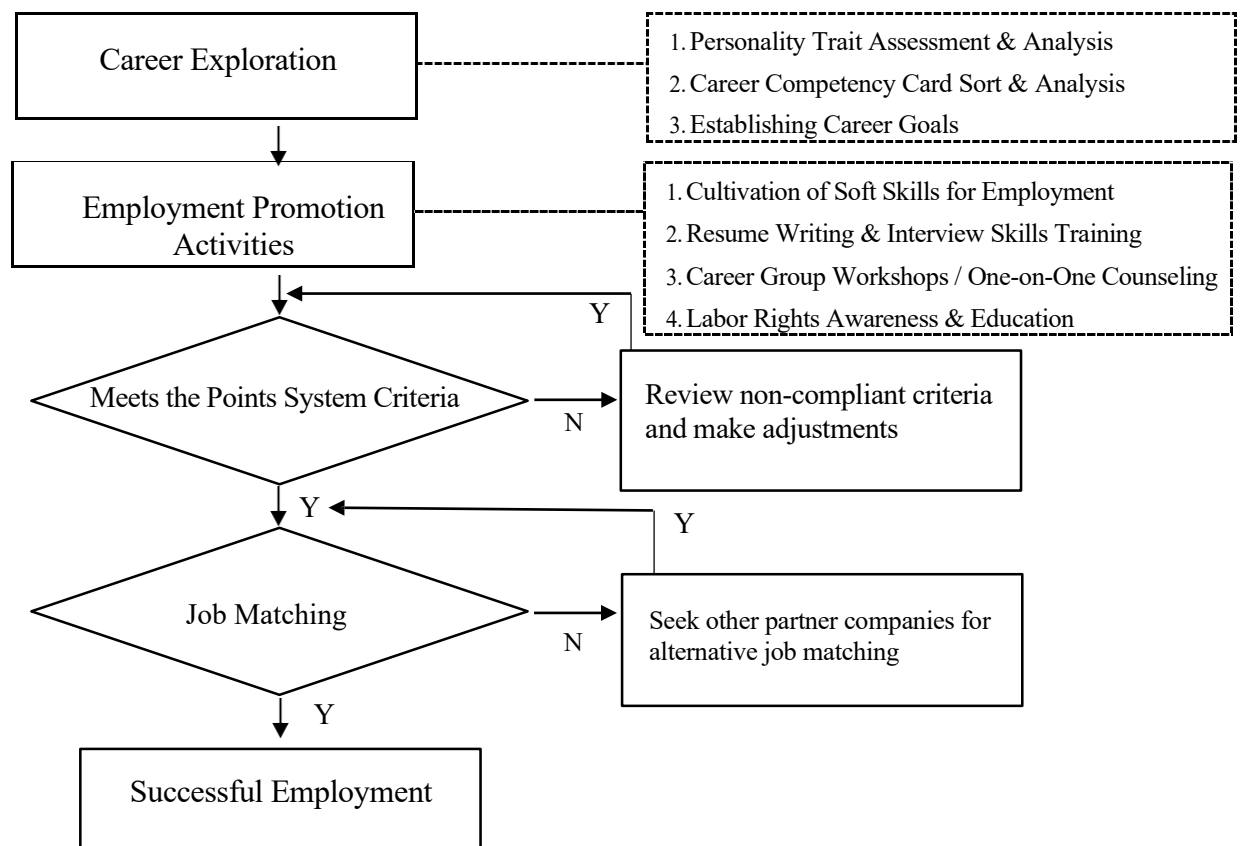 Career Exploration
1. Personality Trait Assessment & Analysis
2. Career Competency Card Sort & Analysis
3. Establishing Career Goals
Employment Promotion
Activities
1. Cultivation of Soft Skills for Employment
2. Resume Writing & Interview Skills Training
3. Career Group Workshops / One-on-One Counseling
4. Labor Rights Awareness & Education
Y
Meets the Points System Criteria
N
Review non-compliant criteria
and make adjustments
Y
Y
Job Matching
N
Seek other partner companies for
alternative job matching
Y
Successful Employment